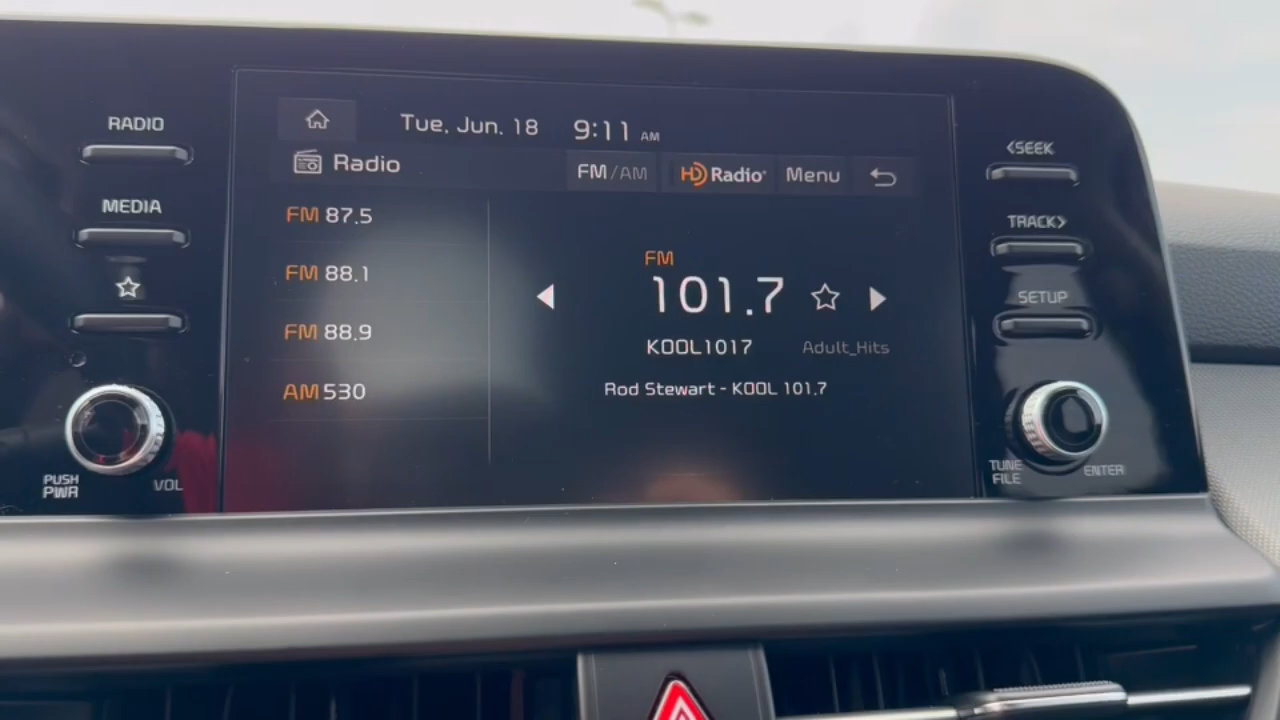 RADIO
MEDIA
PUSH
PWR
VOL
Tue, Jun. 18 9:11 AM
Radio
FM/AM
HD Radio
Menu
FM 87.5
FM 88.1
FM 88.9
AM 530
FM
101.7
KOOL1017
Adult_Hits
Rod Stewart - KOOL 101.7
<SEEK
TRACK>
SETUP
TUNE
FILE
ENTER